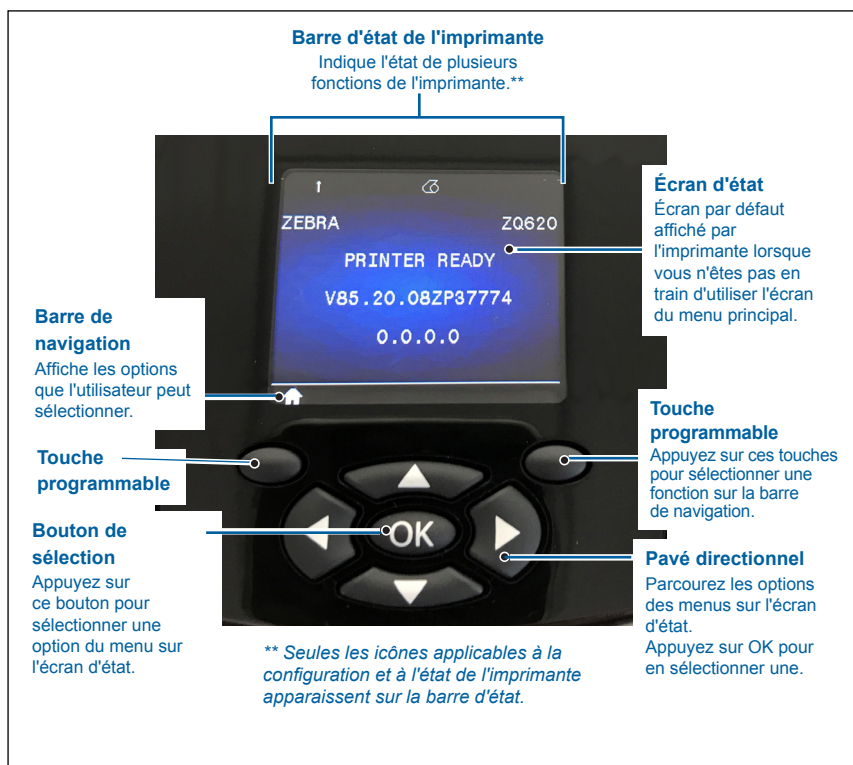 Barre d'état de l'imprimante
Indique l'état de plusieurs
fonctions de l'imprimante.**
ZEBRA ZQ620
PRINTER READY
V85.20.08ZP37774
0.0.0.0
Écran d'état
Écran par défaut
affiché par
l'imprimante lorsque
vous n'êtes pas en
train d'utiliser l'écran
du menu principal.
Barre de
navigation
Affiche les options
que l'utilisateur peut
sélectionner.
Touche
programmable
Touche
programmable
Appuyez sur ces touches
pour sélectionner une
fonction sur la barre
de navigation.
Bouton de
sélection
Appuyez sur
ce bouton pour
sélectionner une
option du menu sur
l'écran d'état.
OK
Pavé directionnel
Parcourez les options
des menus sur l'écran
d'état.
Appuyez sur OK pour
en sélectionner une.
** Seules les icônes applicables à la
configuration et à l'état de l'imprimante
apparaissent sur la barre d'état.